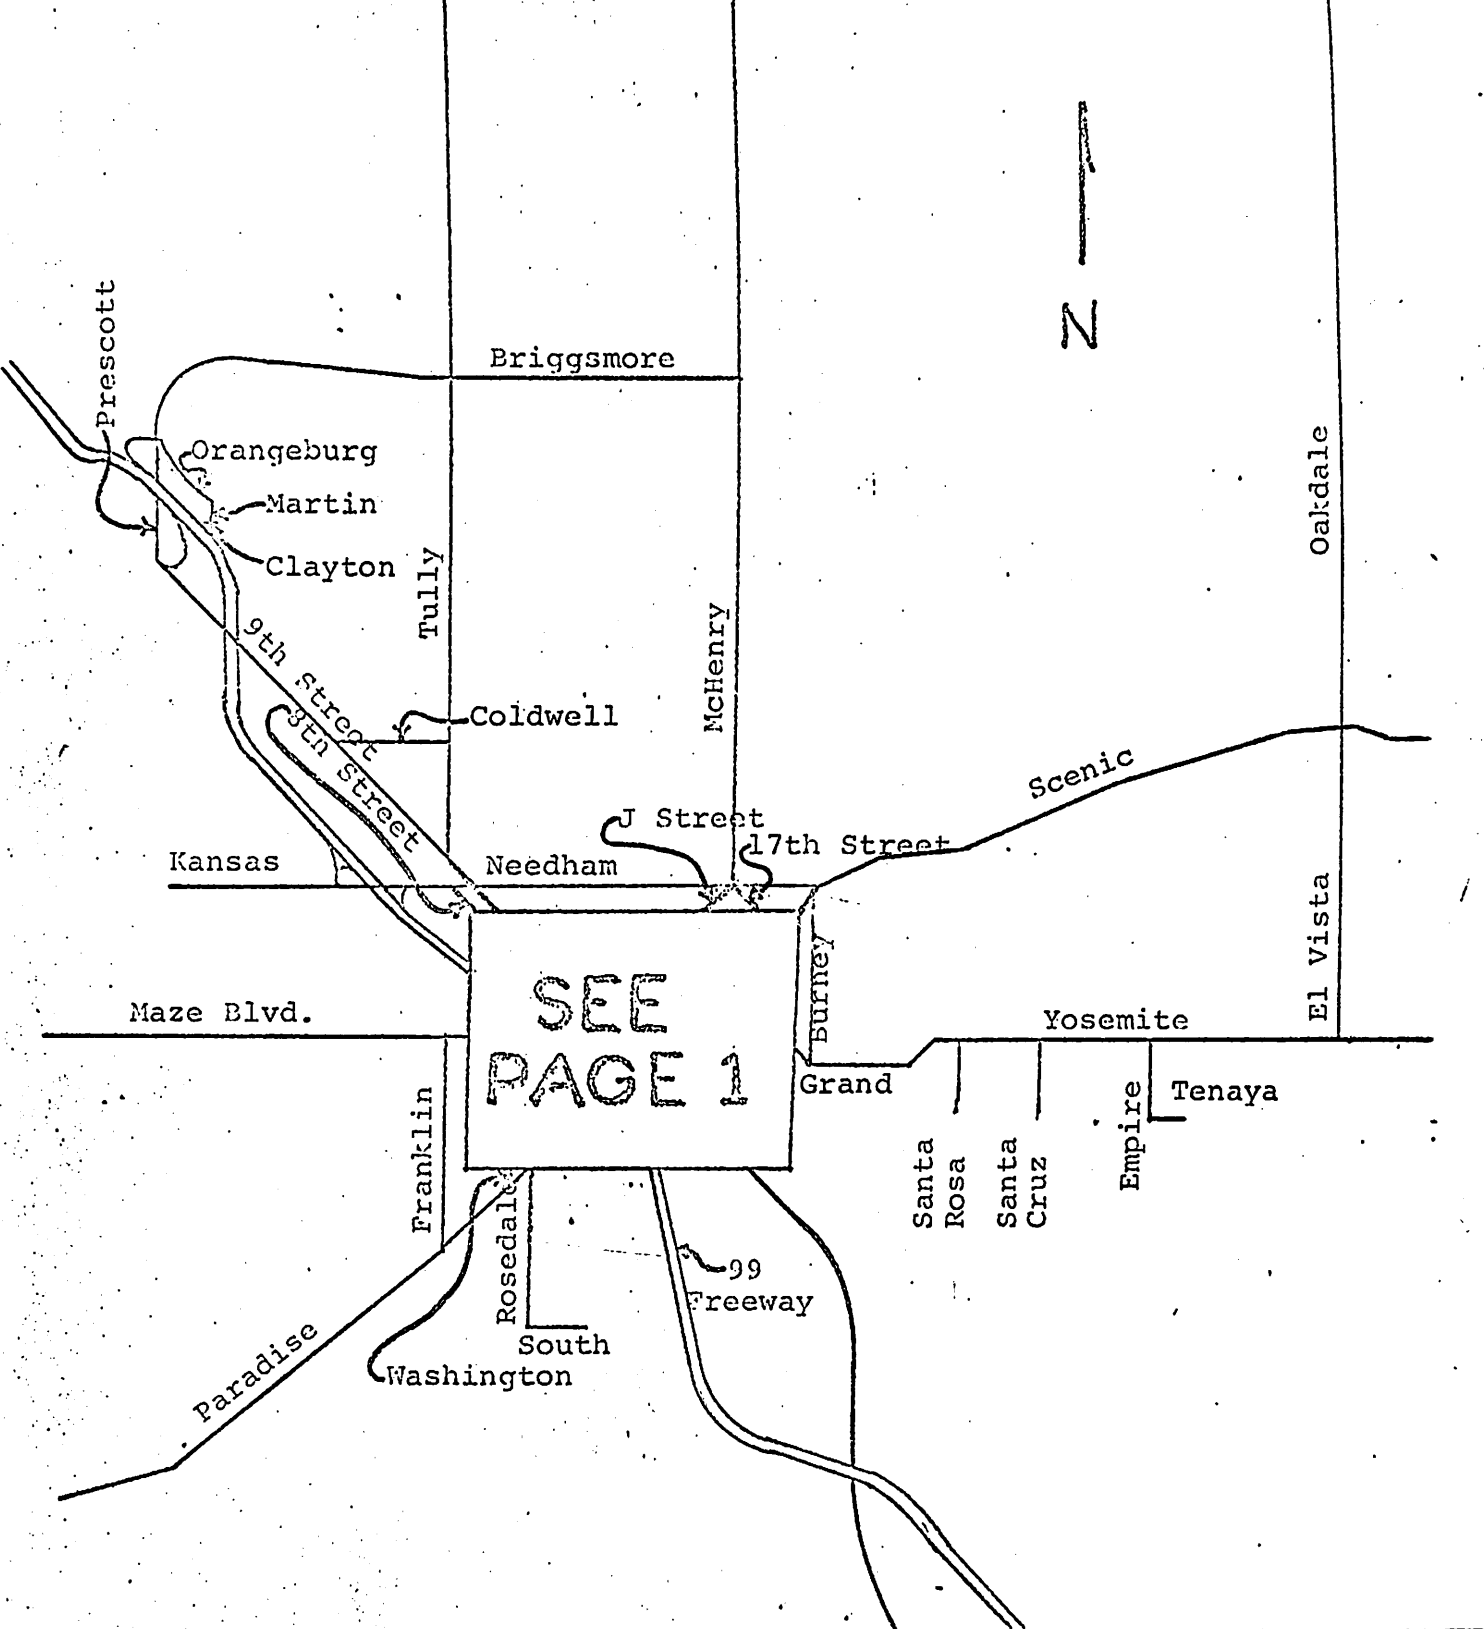 N
Prescott
Briggsmore
Orangeburg
Martin
Clayton
Oakdale
Tully
McHenry
9th Street
Coldwell
8th Street
Scenic
J Street
17th Street
Kansas
Needham
El Vista
Burney
SEE
PAGE 1
Maze Blvd.
Yosemite
Grand
Tenaya
Franklin
Empire
Santa
Rosa
Santa
Cruz
Rosedale
99
Freeway
South
Washington
Paradise